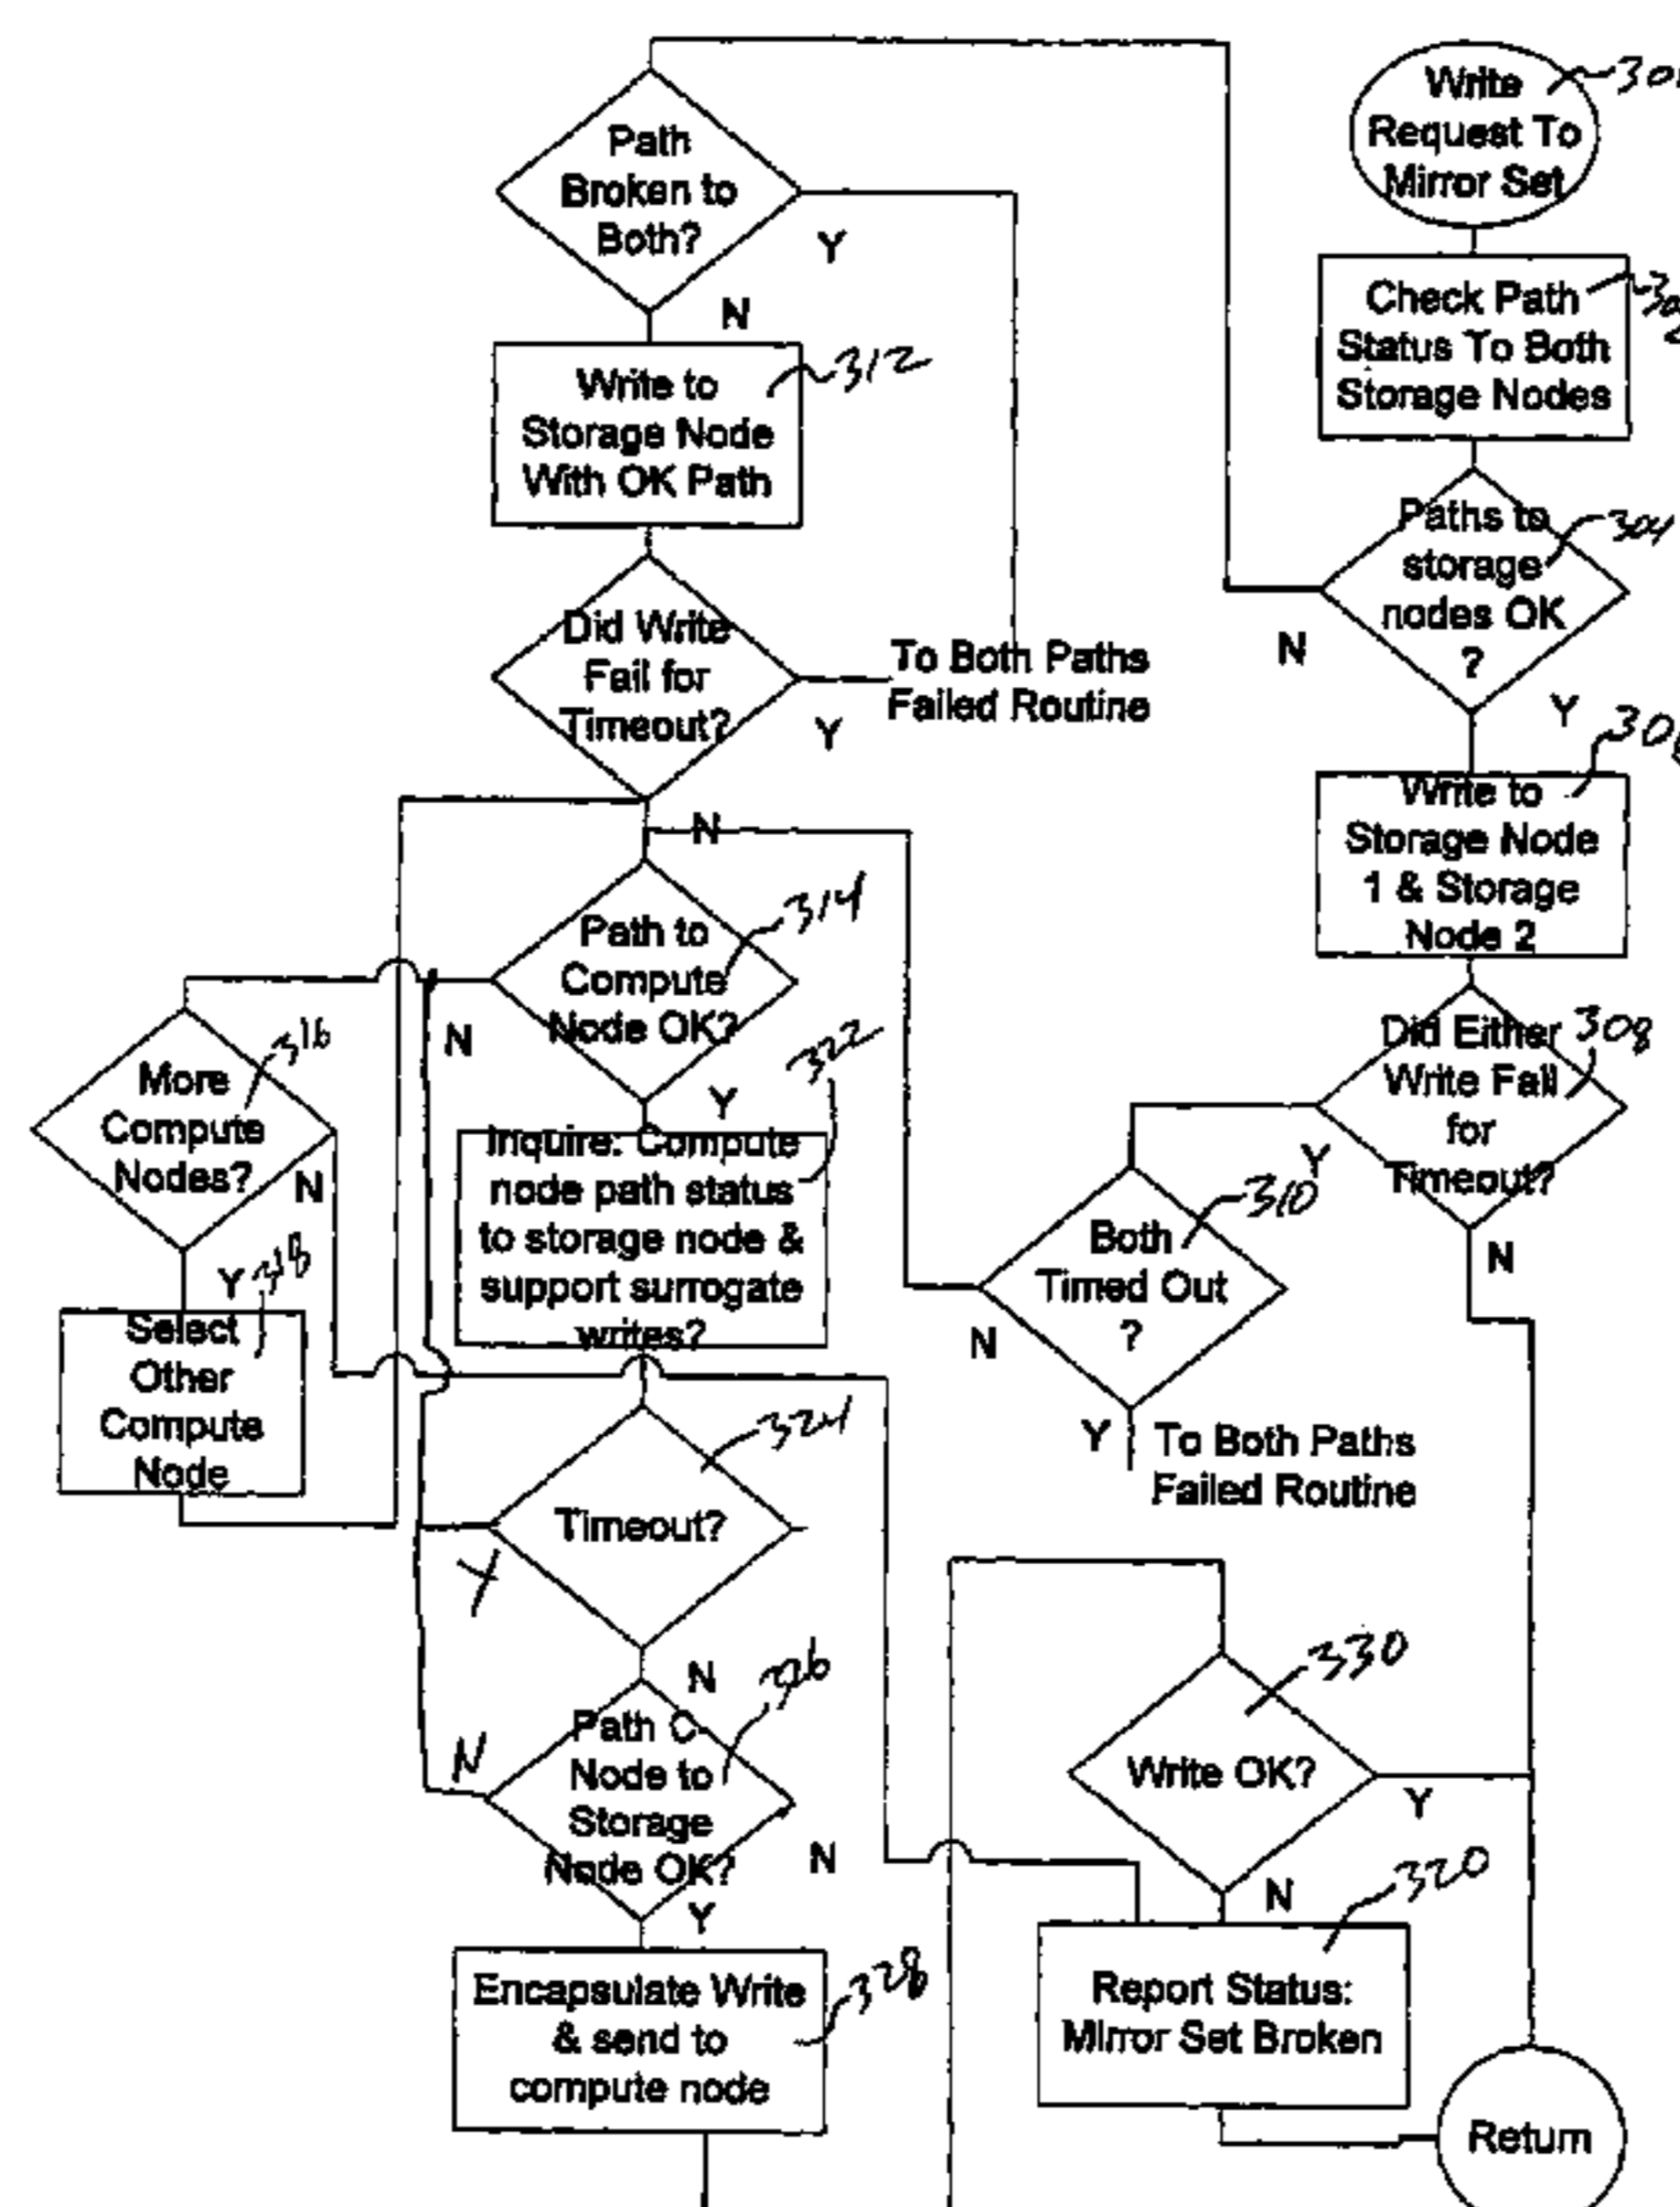 Write
Request To
Mirror Set
Check Path
Status To Both
Storage Nodes
Paths to
storage
nodes OK
?
304
N
Y
Write to
Storage Node
1 & Storage
Node 2
Did Either
Write Fail
for
Timeout?
308
Y
N
Both
Timed Out
?
310
N
Y
To Both Paths
Failed Routine
Path
Broken to
Both?
Y
N
Write to
Storage Node
With OK Path
312
Did Write
Fail for
Timeout?
Y
To Both Paths
Failed Routine
N
Path to
Compute
Node OK?
314
N
Y
More
Compute
Nodes?
316
N
Y
318
Select
Other
Compute
Node
Inquire: Compute
node path status
to storage node &
support surrogate
writes?
322
Timeout?
324
Y
N
Path C
Node to
Storage
Node OK?
326
N
N
Y
Encapsulate Write
& send to
compute node
328
Write OK?
330
Y
N
Report Status:
Mirror Set Broken
320
Return